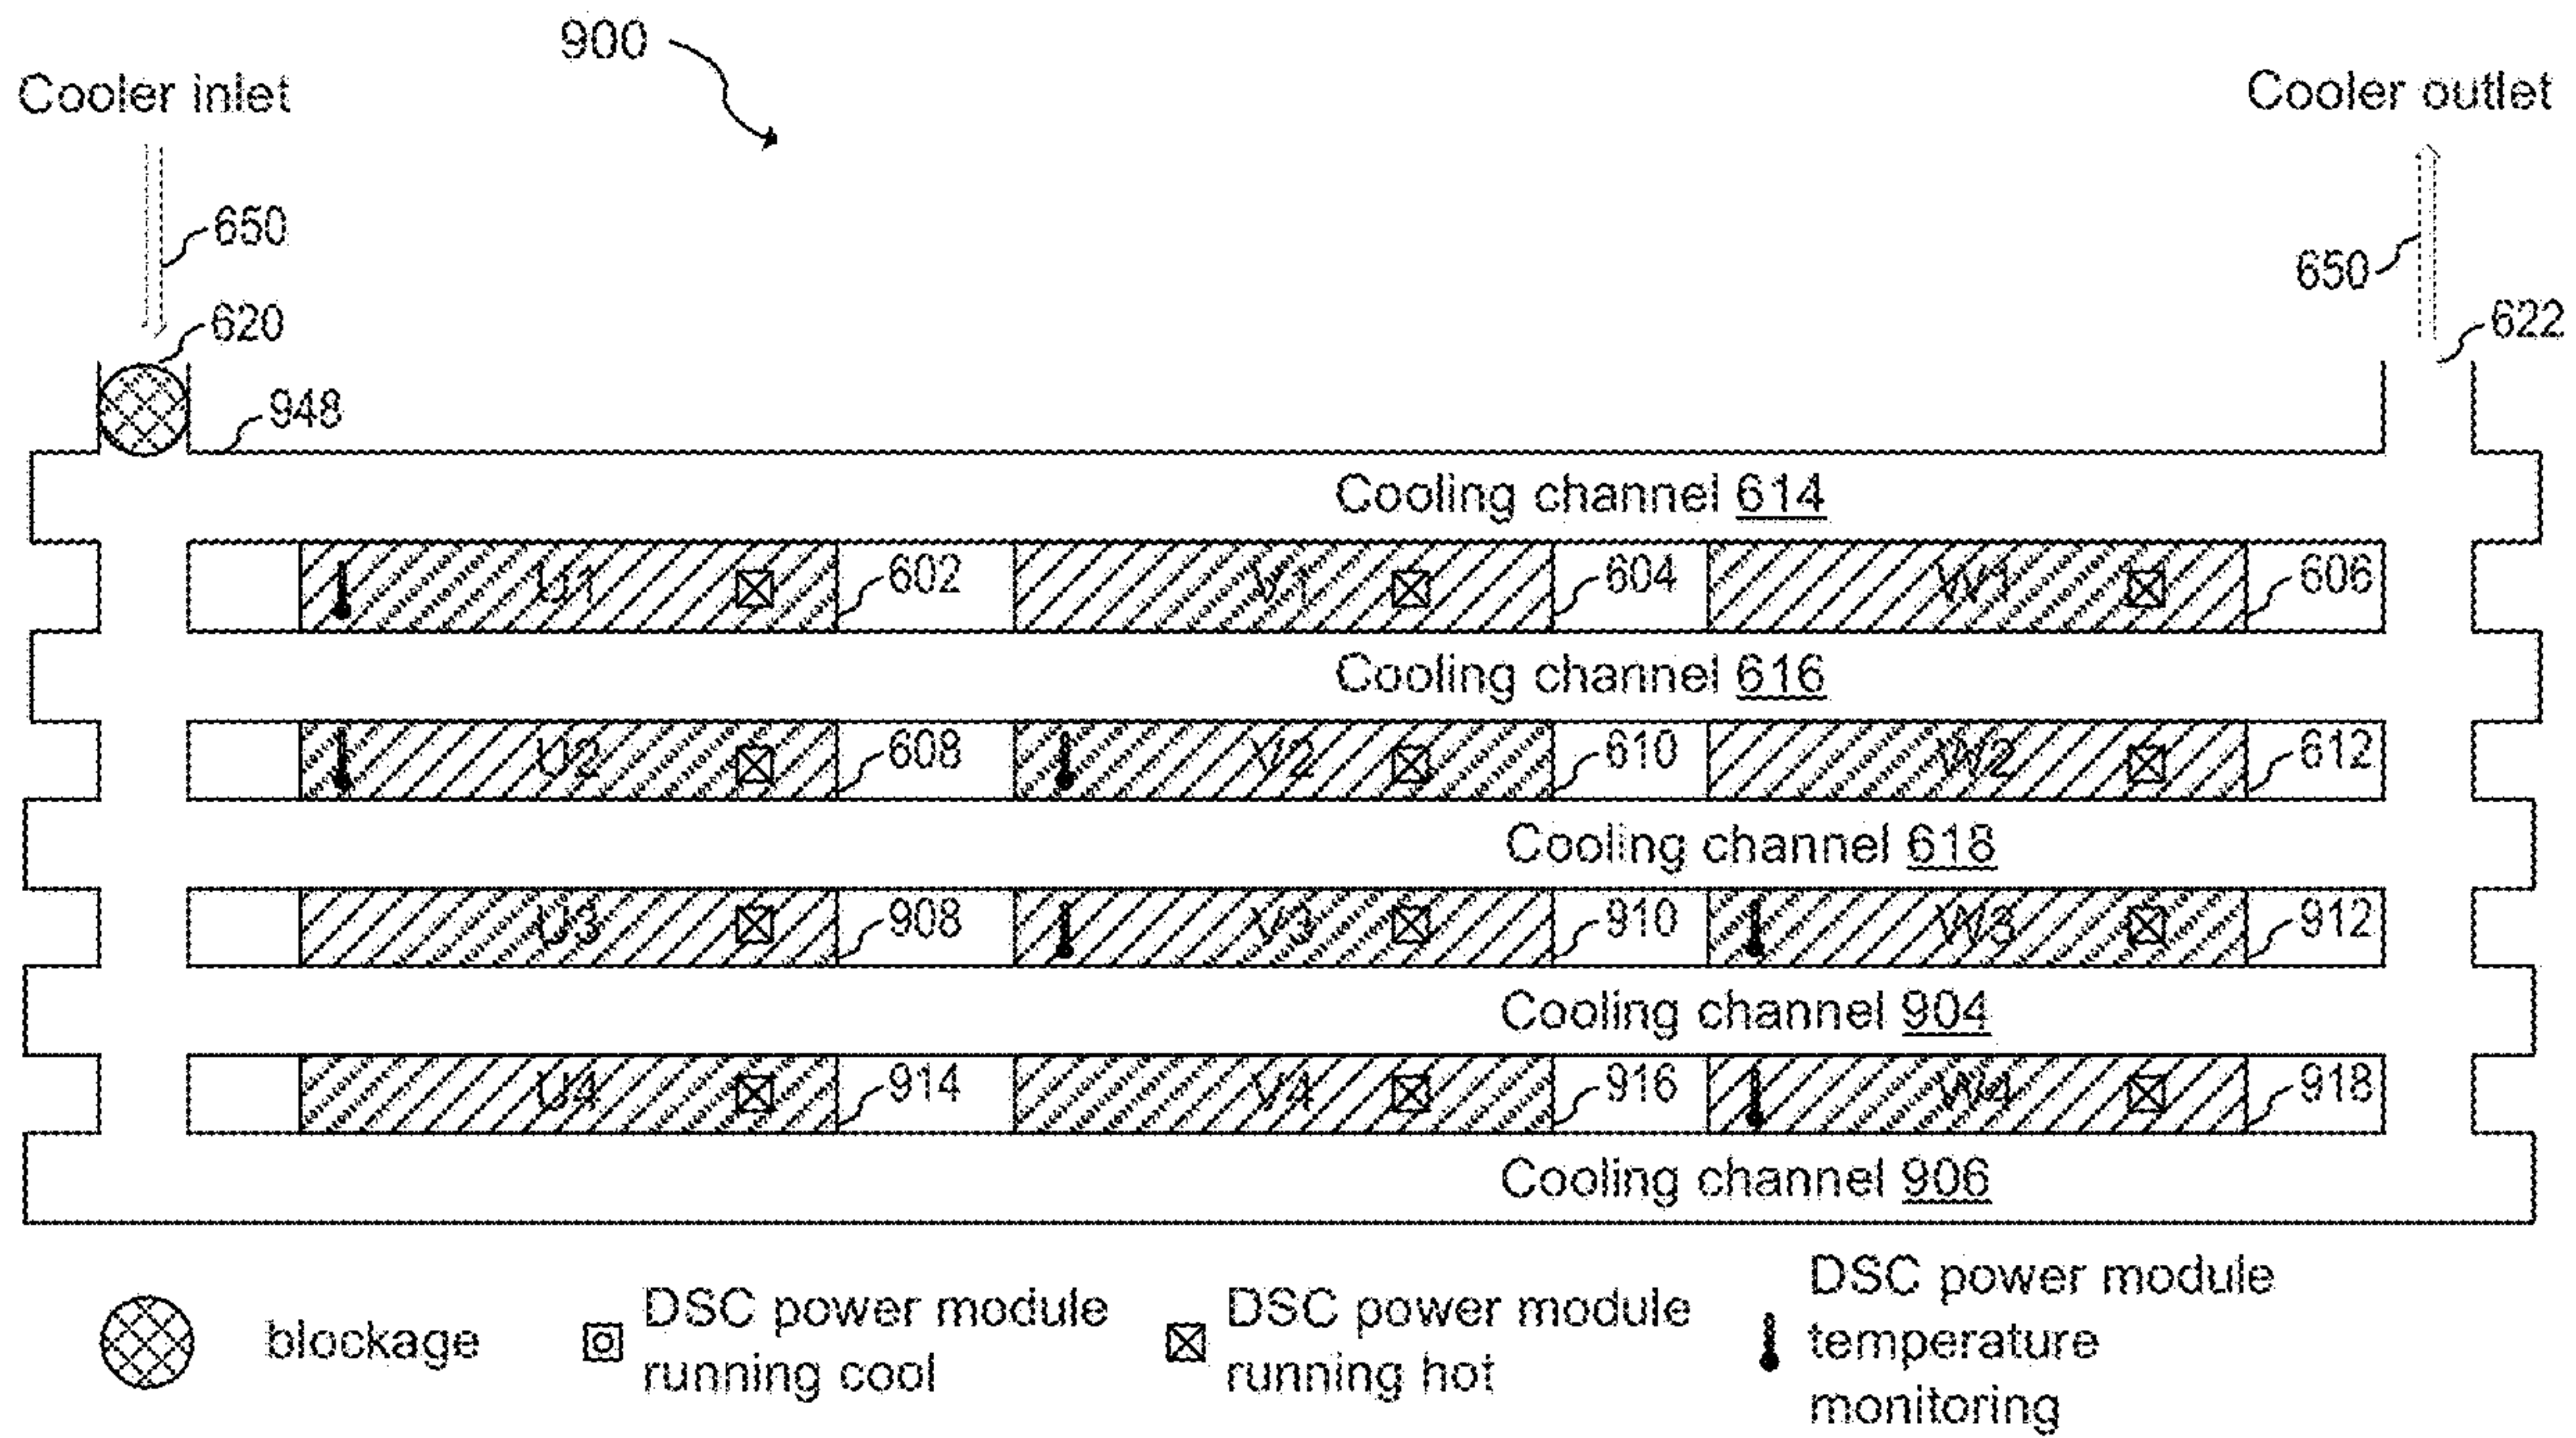 900
Cooler inlet
Cooler outlet
650
650
620
622
948
Cooling channel 614
U1
602
V1
604
W1
606
Cooling channel 616
U2
608
V2
610
W2
612
Cooling channel 618
U3
908
V3
910
W3
912
Cooling channel 904
U4
914
V4
916
W4
918
Cooling channel 906
blockage
DSC power module
running cool
DSC power module
running hot
DSC power module
temperature
monitoring